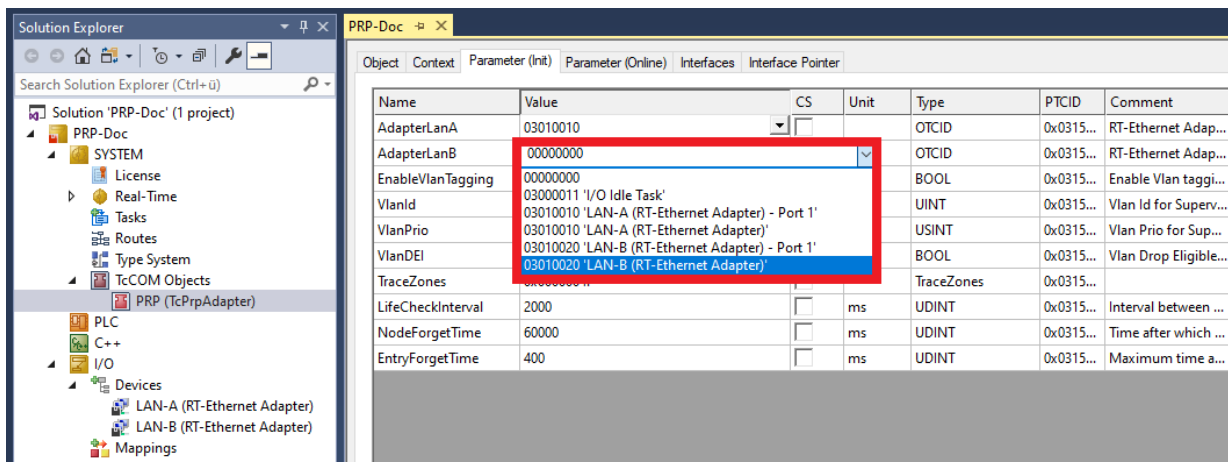 Solution Explorer
Search Solution Explorer (Ctrl+ü)
Solution 'PRP-Doc' (1 project)
PRP-Doc
SYSTEM
License
Real-Time
Tasks
Routes
Type System
TcCOM Objects
PRP (TcPrpAdapter)
PLC
C++
I/O
Devices
LAN-A (RT-Ethernet Adapter)
LAN-B (RT-Ethernet Adapter)
Mappings
PRP-Doc
Object Context Parameter (Init) Parameter (Online) Interfaces Interface Pointer
Name Value CS Unit Type PTCID Comment
AdapterLanA 03010010 OTCID 0x0315... RT-Ethernet Adap...
AdapterLanB 00000000 OTCID 0x0315... RT-Ethernet Adap...
EnableVlanTagging 00000000 BOOL 0x0315... Enable Vlan taggi...
03000011 'I/O Idle Task'
VlanId 03010010 'LAN-A (RT-Ethernet Adapter) - Port 1' UINT 0x0315... Vlan Id for Superv...
VlanPrio 03010010 'LAN-A (RT-Ethernet Adapter)' USINT 0x0315... Vlan Prio for Sup...
03010020 'LAN-B (RT-Ethernet Adapter) - Port 1'
VlanDEI 03010020 'LAN-B (RT-Ethernet Adapter)' BOOL 0x0315... Vlan Drop Eligible...
TraceZones TraceZones 0x0315...
LifeCheckInterval 2000 ms UDINT 0x0315... Interval between ...
NodeForgetTime 60000 ms UDINT 0x0315... Time after which ...
EntryForgetTime 400 ms UDINT 0x0315... Maximum time a...